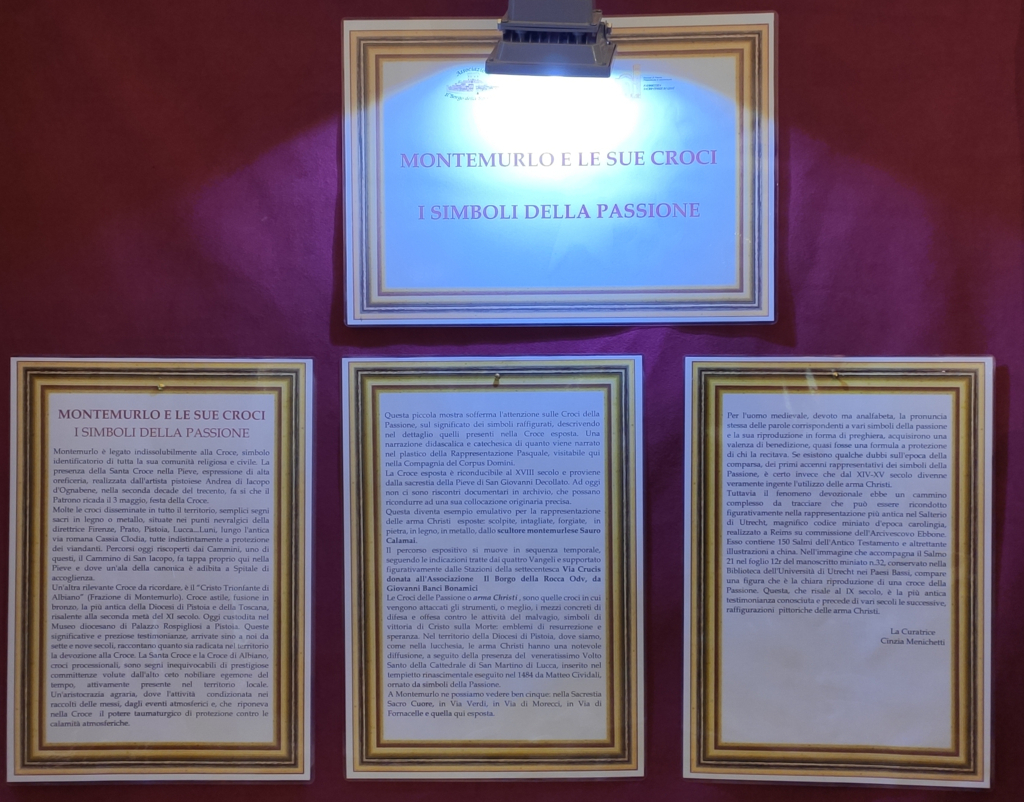 MONTEMURLO E LE SUE CROCI
I SIMBOLI DELLA PASSIONE
MONTEMURLO E LE SUE CROCI
I SIMBOLI DELLA PASSIONE
Montemurlo è legato indissolubilmente alla Croce, simbolo
identificatorio di tutta la sua comunità religiosa e civile. La
presenza della Santa Croce nella Pieve, espressione di alta
oreficeria, realizzata dall'artista pistoiese Andrea di Iacopo
d'Ognabene, nella seconda decade del trecento, fa sì che il
Patrono ricada il 3 maggio, festa della Croce.
Molte le croci disseminate in tutto il territorio, semplici segni
sacri in legno o metallo, situate nei punti nevralgici della
direttrice Firenze, Prato, Pistoia, Lucca...Luni, lungo l'antica
via romana Cassia Clodia, tutte indistintamente a protezione
dei viandanti. Percorsi oggi riscoperti dai Cammini, uno di
questi, il Cammino di San Iacopo, fa tappa proprio qui nella
Pieve e dove un'ala della canonica è adibita a Spitale di
accoglienza.
Un'altra rilevante Croce da ricordare, è il "Cristo Trionfante di
Albiano" (Frazione di Montemurlo). Croce astile, fusione in
bronzo, la più antica della Diocesi di Pistoia e della Toscana,
risalente alla seconda metà del XI secolo. Oggi custodita nel
Museo diocesano di Palazzo Rospigliosi a Pistoia. Queste
significative e preziose testimonianze, arrivate sino a noi da
sette e nove secoli, raccontano quanto sia radicata nel territorio
la devozione alla Croce. La Santa Croce e la Croce di Albiano,
croci processionali, sono segni inequivocabili di prestigiose
committenze volute dall'alto ceto nobiliare egemone del
tempo, attivamente presente nel territorio locale.
Un'aristocrazia agraria, dove l'attività condizionata nei
raccolti delle messi, dagli eventi atmosferici e, che riponeva
nella Croce il potere taumaturgico di protezione contro le
calamità atmosferiche.
Questa piccola mostra sofferma l'attenzione sulle Croci della
Passione, sul significato dei simboli raffigurati, descrivendo
nel dettaglio quelli presenti nella Croce esposta. Una
narrazione didascalica e catechesica di quanto viene narrato
nel plastico della Rappresentazione Pasquale, visitabile qui
nella Compagnia del Corpus Domini.
La Croce esposta è riconducibile al XVIII secolo e proviene
dalla sacrestia della Pieve di San Giovanni Decollato. Ad oggi
non ci sono riscontri documentari in archivio, che possano
ricondurre ad una sua collocazione originaria precisa.
Questa diventa esempio emulativo per la rappresentazione
delle arma Christi esposte: scolpite, intagliate, forgiate, in
pietra, in legno, in metallo, dallo scultore montemurlese Sauro
Calamai.
Il percorso espositivo si muove in sequenza temporale,
seguendo le indicazioni tratte dai quattro Vangeli e supportato
figurativamente dalle Stazioni della settecentesca Via Crucis
donata all'Associazione Il Borgo della Rocca Odv, da
Giovanni Banci Bonamici
Le Croci delle Passione o arma Christi, sono quelle croci in cui
vengono attaccati gli strumenti, o meglio, i mezzi concreti di
difesa e offesa contro le attività del malvagio, simboli di
vittoria di Cristo sulla Morte: emblemi di resurrezione e
speranza. Nel territorio della Diocesi di Pistoia, dove siamo,
come nella lucchesia, le arma Christi hanno una notevole
diffusione, a seguito della presenza del veneratissimo Volto
Santo della Cattedrale di San Martino di Lucca, inserito nel
tempietto rinascimentale eseguito nel 1484 da Matteo Cividali,
ornato da simboli della Passione.
A Montemurlo ne possiamo vedere ben cinque: nella Sacrestia
Sacro Cuore, in Via Verdi, in Via di Morecci, in Via di
Fornacelle e quella qui esposta.
Per l'uomo medievale, devoto ma analfabeta, la pronuncia
stessa delle parole corrispondenti a vari simboli della passione
e la sua riproduzione in forma di preghiera, acquisirono una
valenza di benedizione, quasi fosse una formula a protezione
di chi la recitava. Se esistono qualche dubbi sull'epoca della
comparsa, dei primi accenni rappresentativi dei simboli della
Passione, è certo invece che dal XIV-XV secolo divenne
veramente ingente l'utilizzo delle arma Christi.
Tuttavia il fenomeno devozionale ebbe un cammino
complesso da tracciare che può essere ricondotto
figurativamente nella rappresentazione più antica nel Salterio
di Utrecht, magnifico codice miniato d'epoca carolingia,
realizzato a Reims su commissione dell'Arcivescovo Ebbone.
Esso contiene 150 Salmi dell'Antico Testamento e altrettante
illustrazioni a china. Nell'immagine che accompagna il Salmo
21 nel foglio 12r del manoscritto miniato n.32, conservato nella
Biblioteca dell'Università di Utrecht nei Paesi Bassi, compare
una figura che è la chiara riproduzione di una croce della
Passione. Questa, che risale al IX secolo, è la più antica
testimonianza conosciuta e precede di vari secoli le successive,
raffigurazioni pittoriche delle arma Christi.
La Curatrice
Cinzia Menichetti